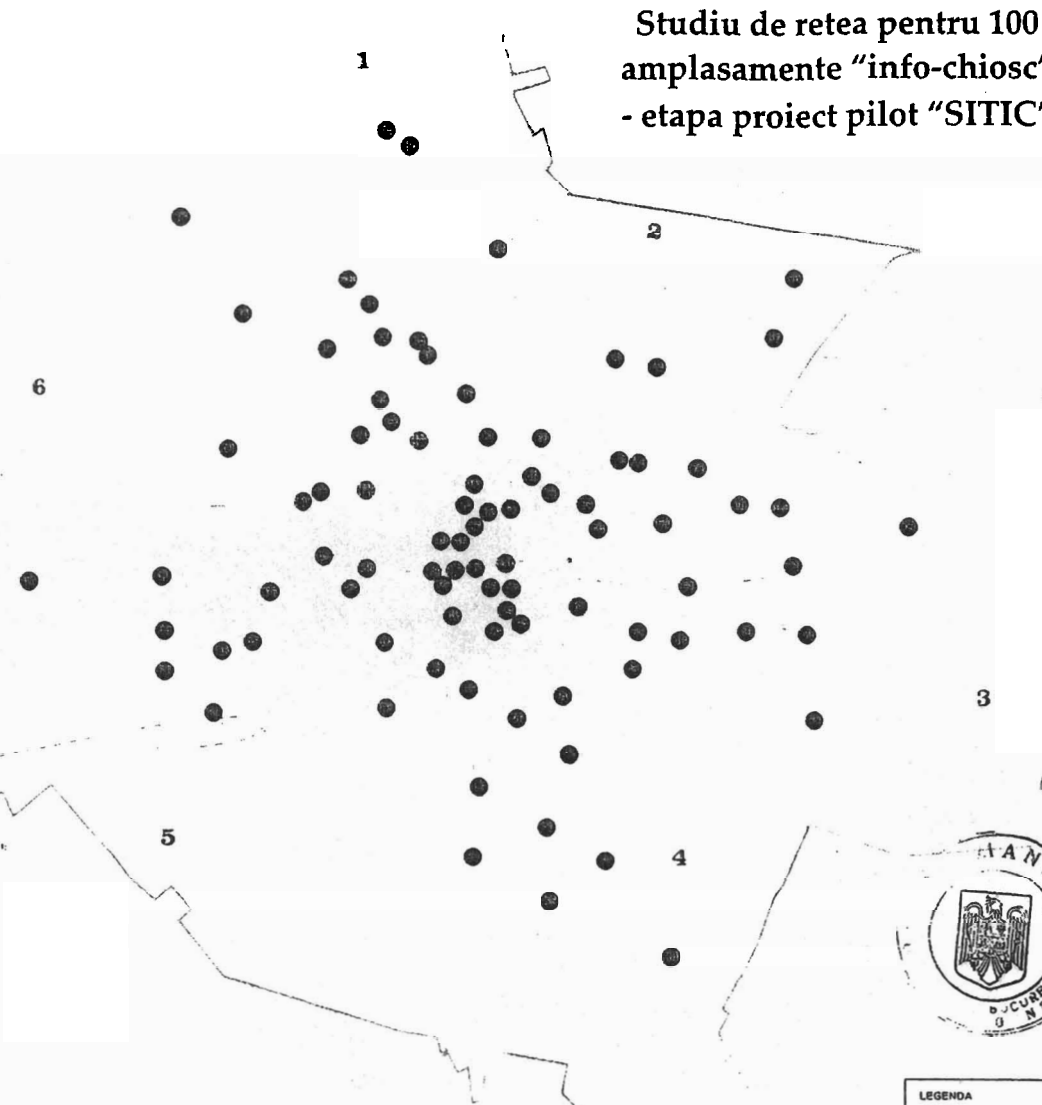 Studiu de retea pentru 100
amplasamente "info-chiosc"
- etapa proiect pilot "SITIC"
1
2
6
3
5
4
LEGENDA